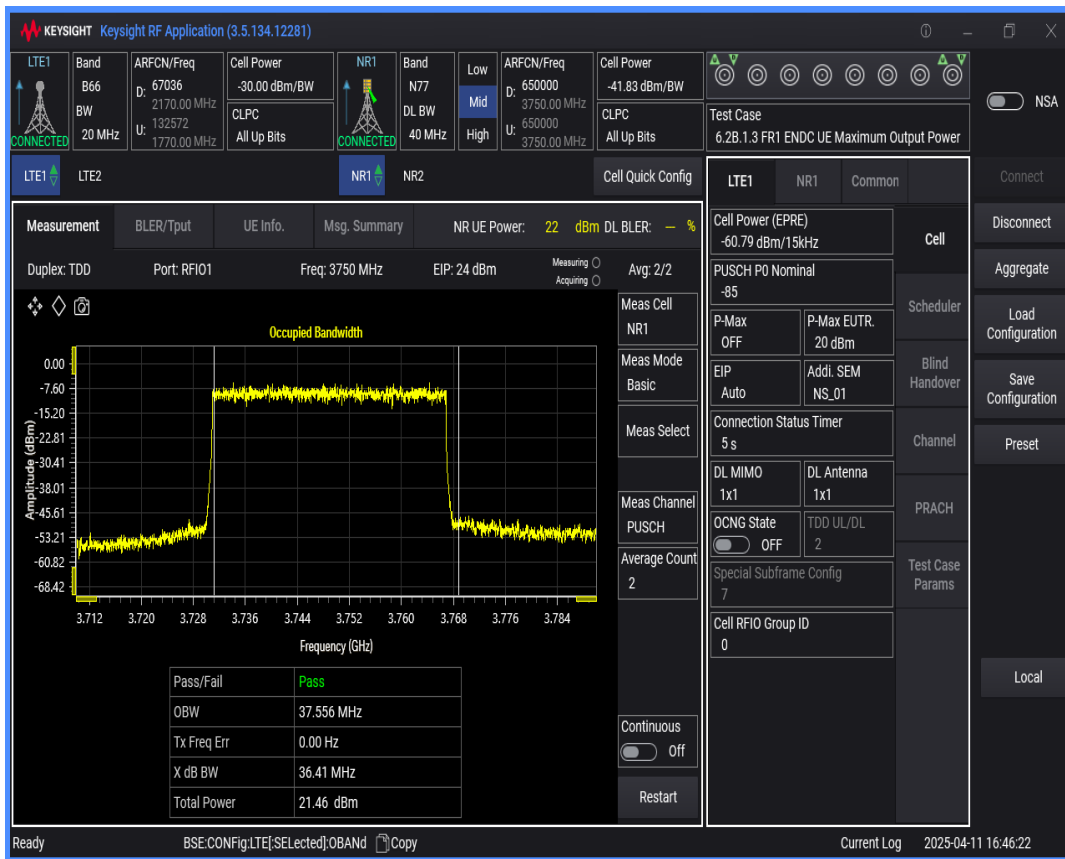 KEYSIGHT Keysight RF Application (3.5.134.12281)
LTE1
CONNECTED
Band
B66
BW
20 MHz
ARFCN/Freq
D: 67036
2170.00 MHz
U: 132572
1770.00 MHz
Cell Power
-30.00 dBm/BW
CLPC
All Up Bits
NR1
CONNECTED
Band
N77
DL BW
40 MHz
Low
Mid
High
ARFCN/Freq
D: 650000
3750.00 MHz
U: 650000
3750.00 MHz
Cell Power
-41.83 dBm/BW
CLPC
All Up Bits
Test Case
6.2B.1.3 FR1 ENDC UE Maximum Output Power
NSA
LTE1 LTE2 NR1 NR2 Cell Quick Config
Measurement BLER/Tput UE Info. Msg. Summary NR UE Power: 22 dBm DL BLER: — %
Duplex: TDD Port: RFIO1 Freq: 3750 MHz EIP: 24 dBm Measuring Acquiring Avg: 2/2
Occupied Bandwidth
Amplitude (dBm)
0.00
-7.60
-15.20
-22.81
-30.41
-38.01
-45.61
-53.21
-60.82
-68.42
3.712 3.720 3.728 3.736 3.744 3.752 3.760 3.768 3.776 3.784
Frequency (GHz)
Pass/Fail Pass
OBW 37.556 MHz
Tx Freq Err 0.00 Hz
X dB BW 36.41 MHz
Total Power 21.46 dBm
Meas Cell
NR1
Meas Mode
Basic
Meas Select
Meas Channel
PUSCH
Average Count
2
Continuous
Off
Restart
LTE1 NR1 Common
Cell Power (EPRE)
-60.79 dBm/15kHz
PUSCH P0 Nominal
-85
P-Max
OFF
P-Max EUTR.
20 dBm
EIP
Auto
Addi. SEM
NS_01
Connection Status Timer
5 s
DL MIMO
1x1
DL Antenna
1x1
OCNG State
OFF
TDD UL/DL
2
Special Subframe Config
7
Cell RFIO Group ID
0
Cell
Scheduler
Blind
Handover
Channel
PRACH
Test Case
Params
Connect
Disconnect
Aggregate
Load
Configuration
Save
Configuration
Preset
Local
Ready BSE:CONFig:LTE[:SELected]:OBANd Copy Current Log 2025-04-11 16:46:22